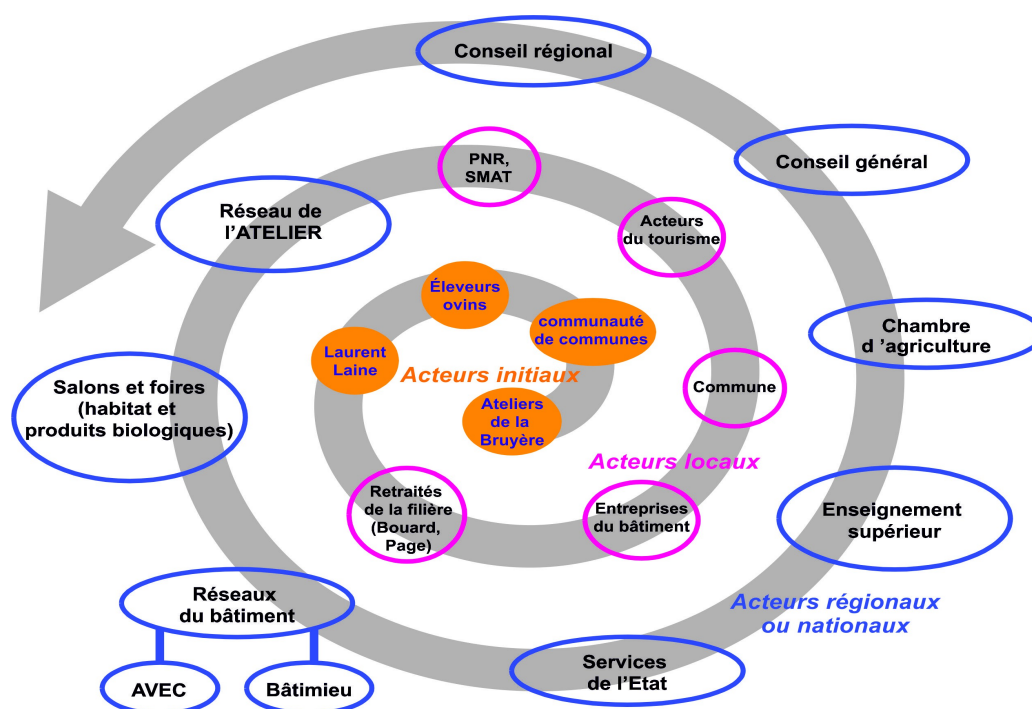 Conseil régional
Conseil général
PNR,
SMAT
Réseau de
l'ATELIER
Acteurs
du tourisme
Éleveurs
ovins
communauté
de communes
Chambre
d ’agriculture
Laurent
Laine
Acteurs initiaux
Commune
Salons et foires
(habitat et
produits biologiques)
Ateliers
de la
Bruyère
Acteurs locaux
Retraités
de la filière
(Bouard,
Page)
Entreprises
du bâtiment
Enseignement
supérieur
Réseaux
du bâtiment
Acteurs régionaux
ou nationaux
Services
de l'Etat
AVEC
Bâtimieu